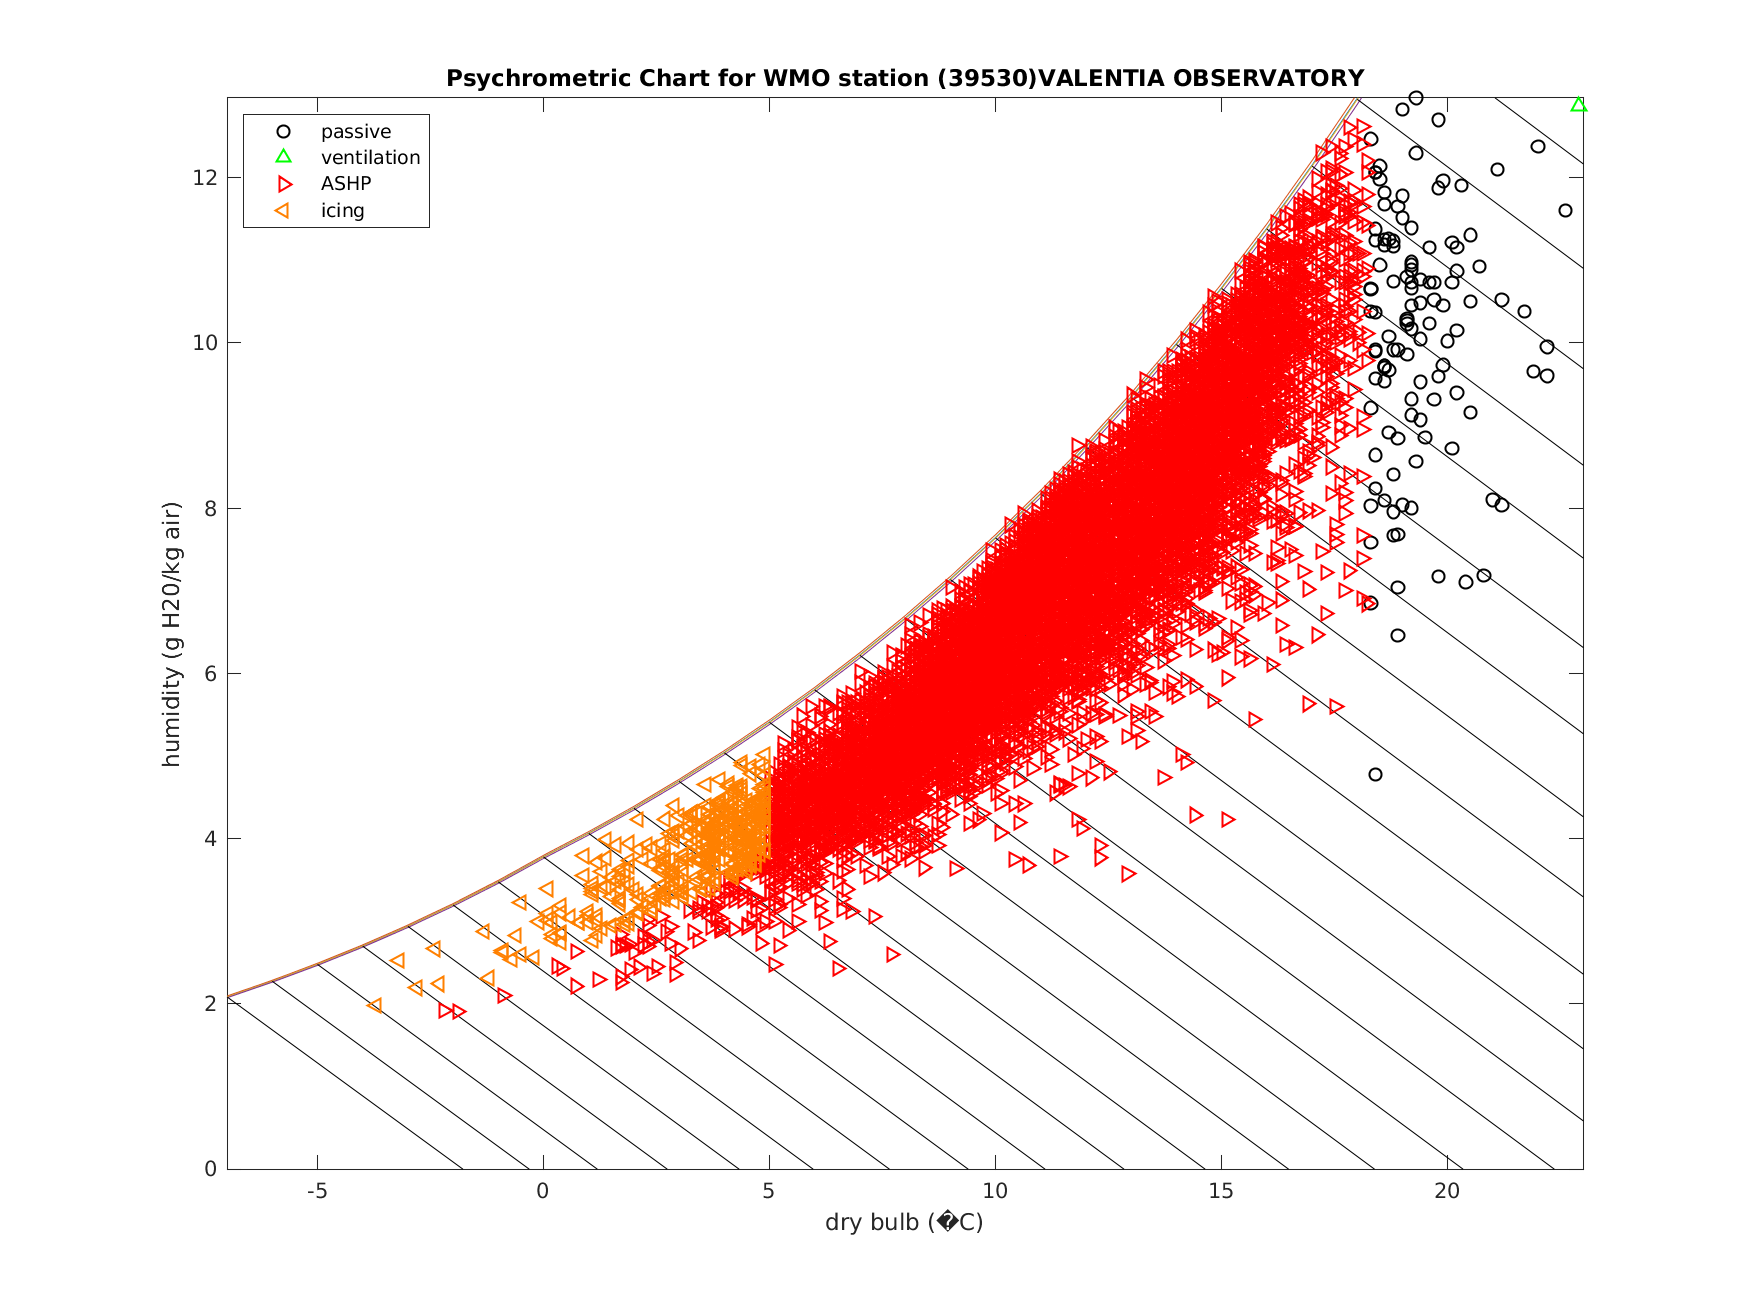 Psychrometric Chart for WMO station (39530)VALENTIA OBSERVATORY
passive
ventilation
ASHP
icing
humidity (g H20/kg air)
12
10
8
6
4
2
0
-5
0
5
10
15
20
dry bulb (�C)